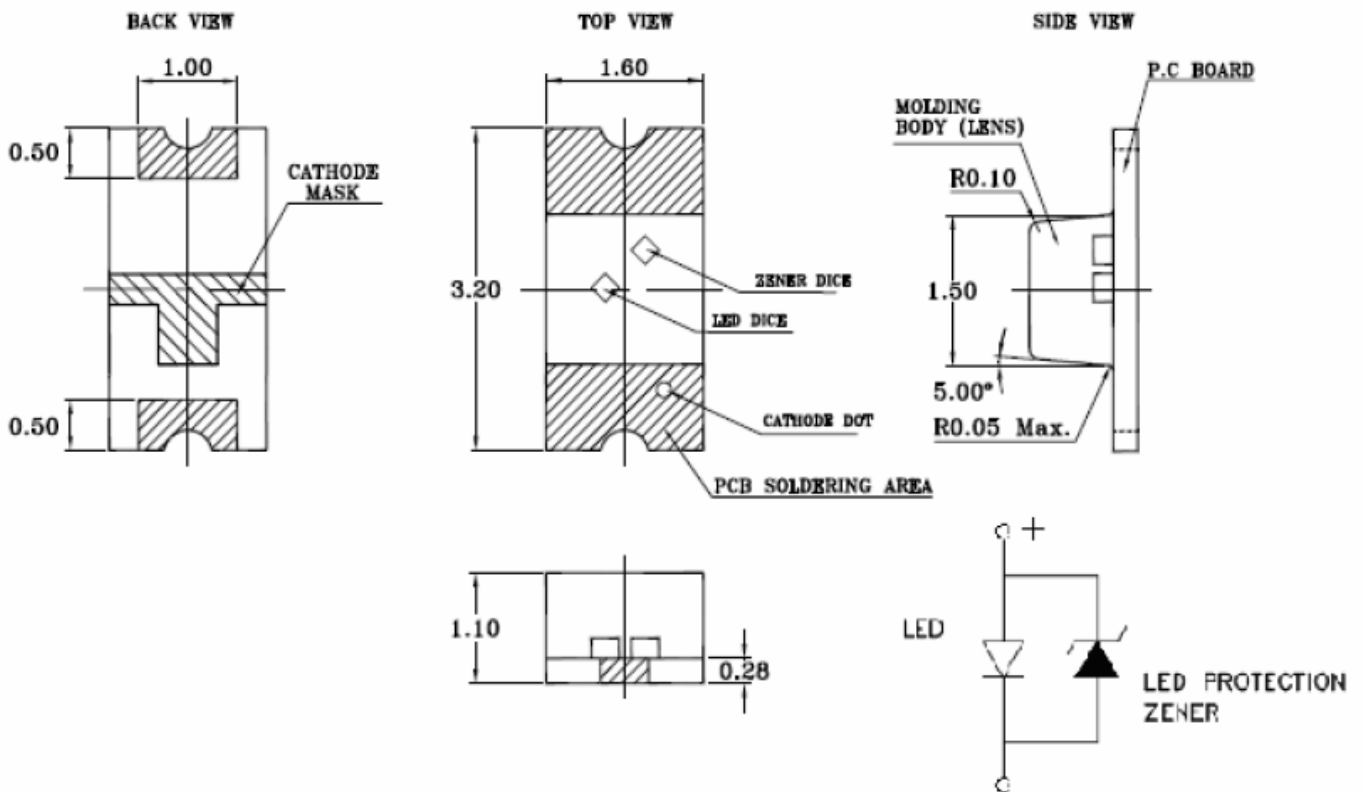 BACK VIEW
TOP VIEW
SIDE VIEW
1.00
1.60
P.C BOARD
MOLDING
BODY (LENS)
0.50
CATHODE
MASK
R0.10
ZENER DICE
3.20
1.50
LED DICE
5.00°
0.50
CATHODE DOT
R0.05 Max.
PCB SOLDERING AREA
+
1.10
LED
0.28
LED PROTECTION
ZENER